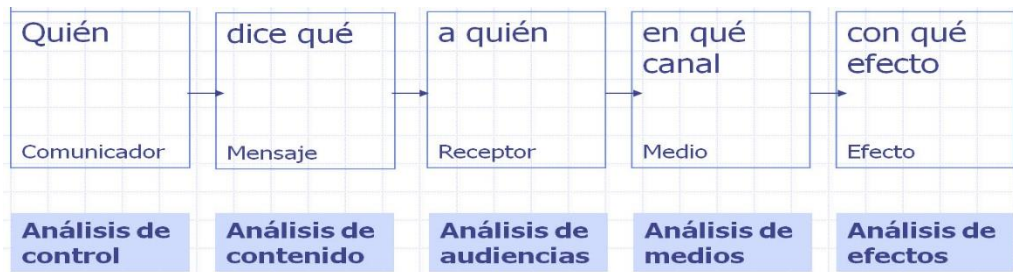 Quién
Comunicador
dice qué
Mensaje
a quién
Receptor
en qué
canal
Medio
con qué
efecto
Efecto
Análisis de
control
Análisis de
contenido
Análisis de
audiencias
Análisis de
medios
Análisis de
efectos